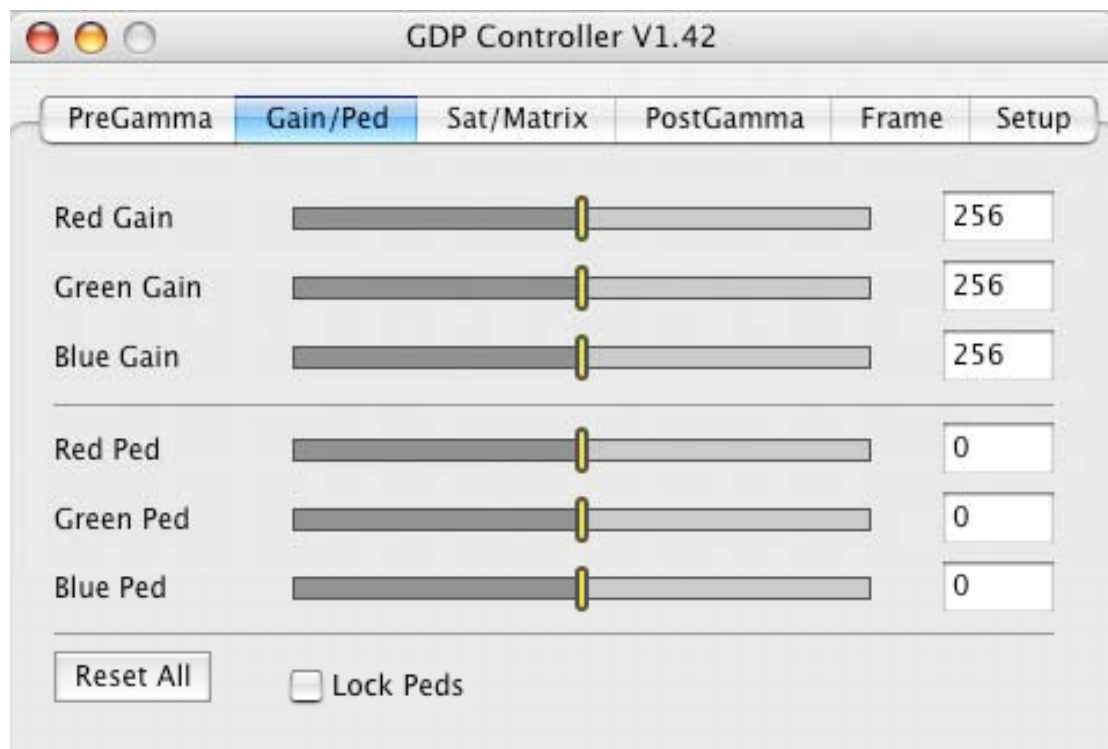 GDP Controller V1.42
PreGamma Gain/Ped Sat/Matrix PostGamma Frame Setup
Red Gain 256
Green Gain 256
Blue Gain 256
Red Ped 0
Green Ped 0
Blue Ped 0
Reset All Lock Peds